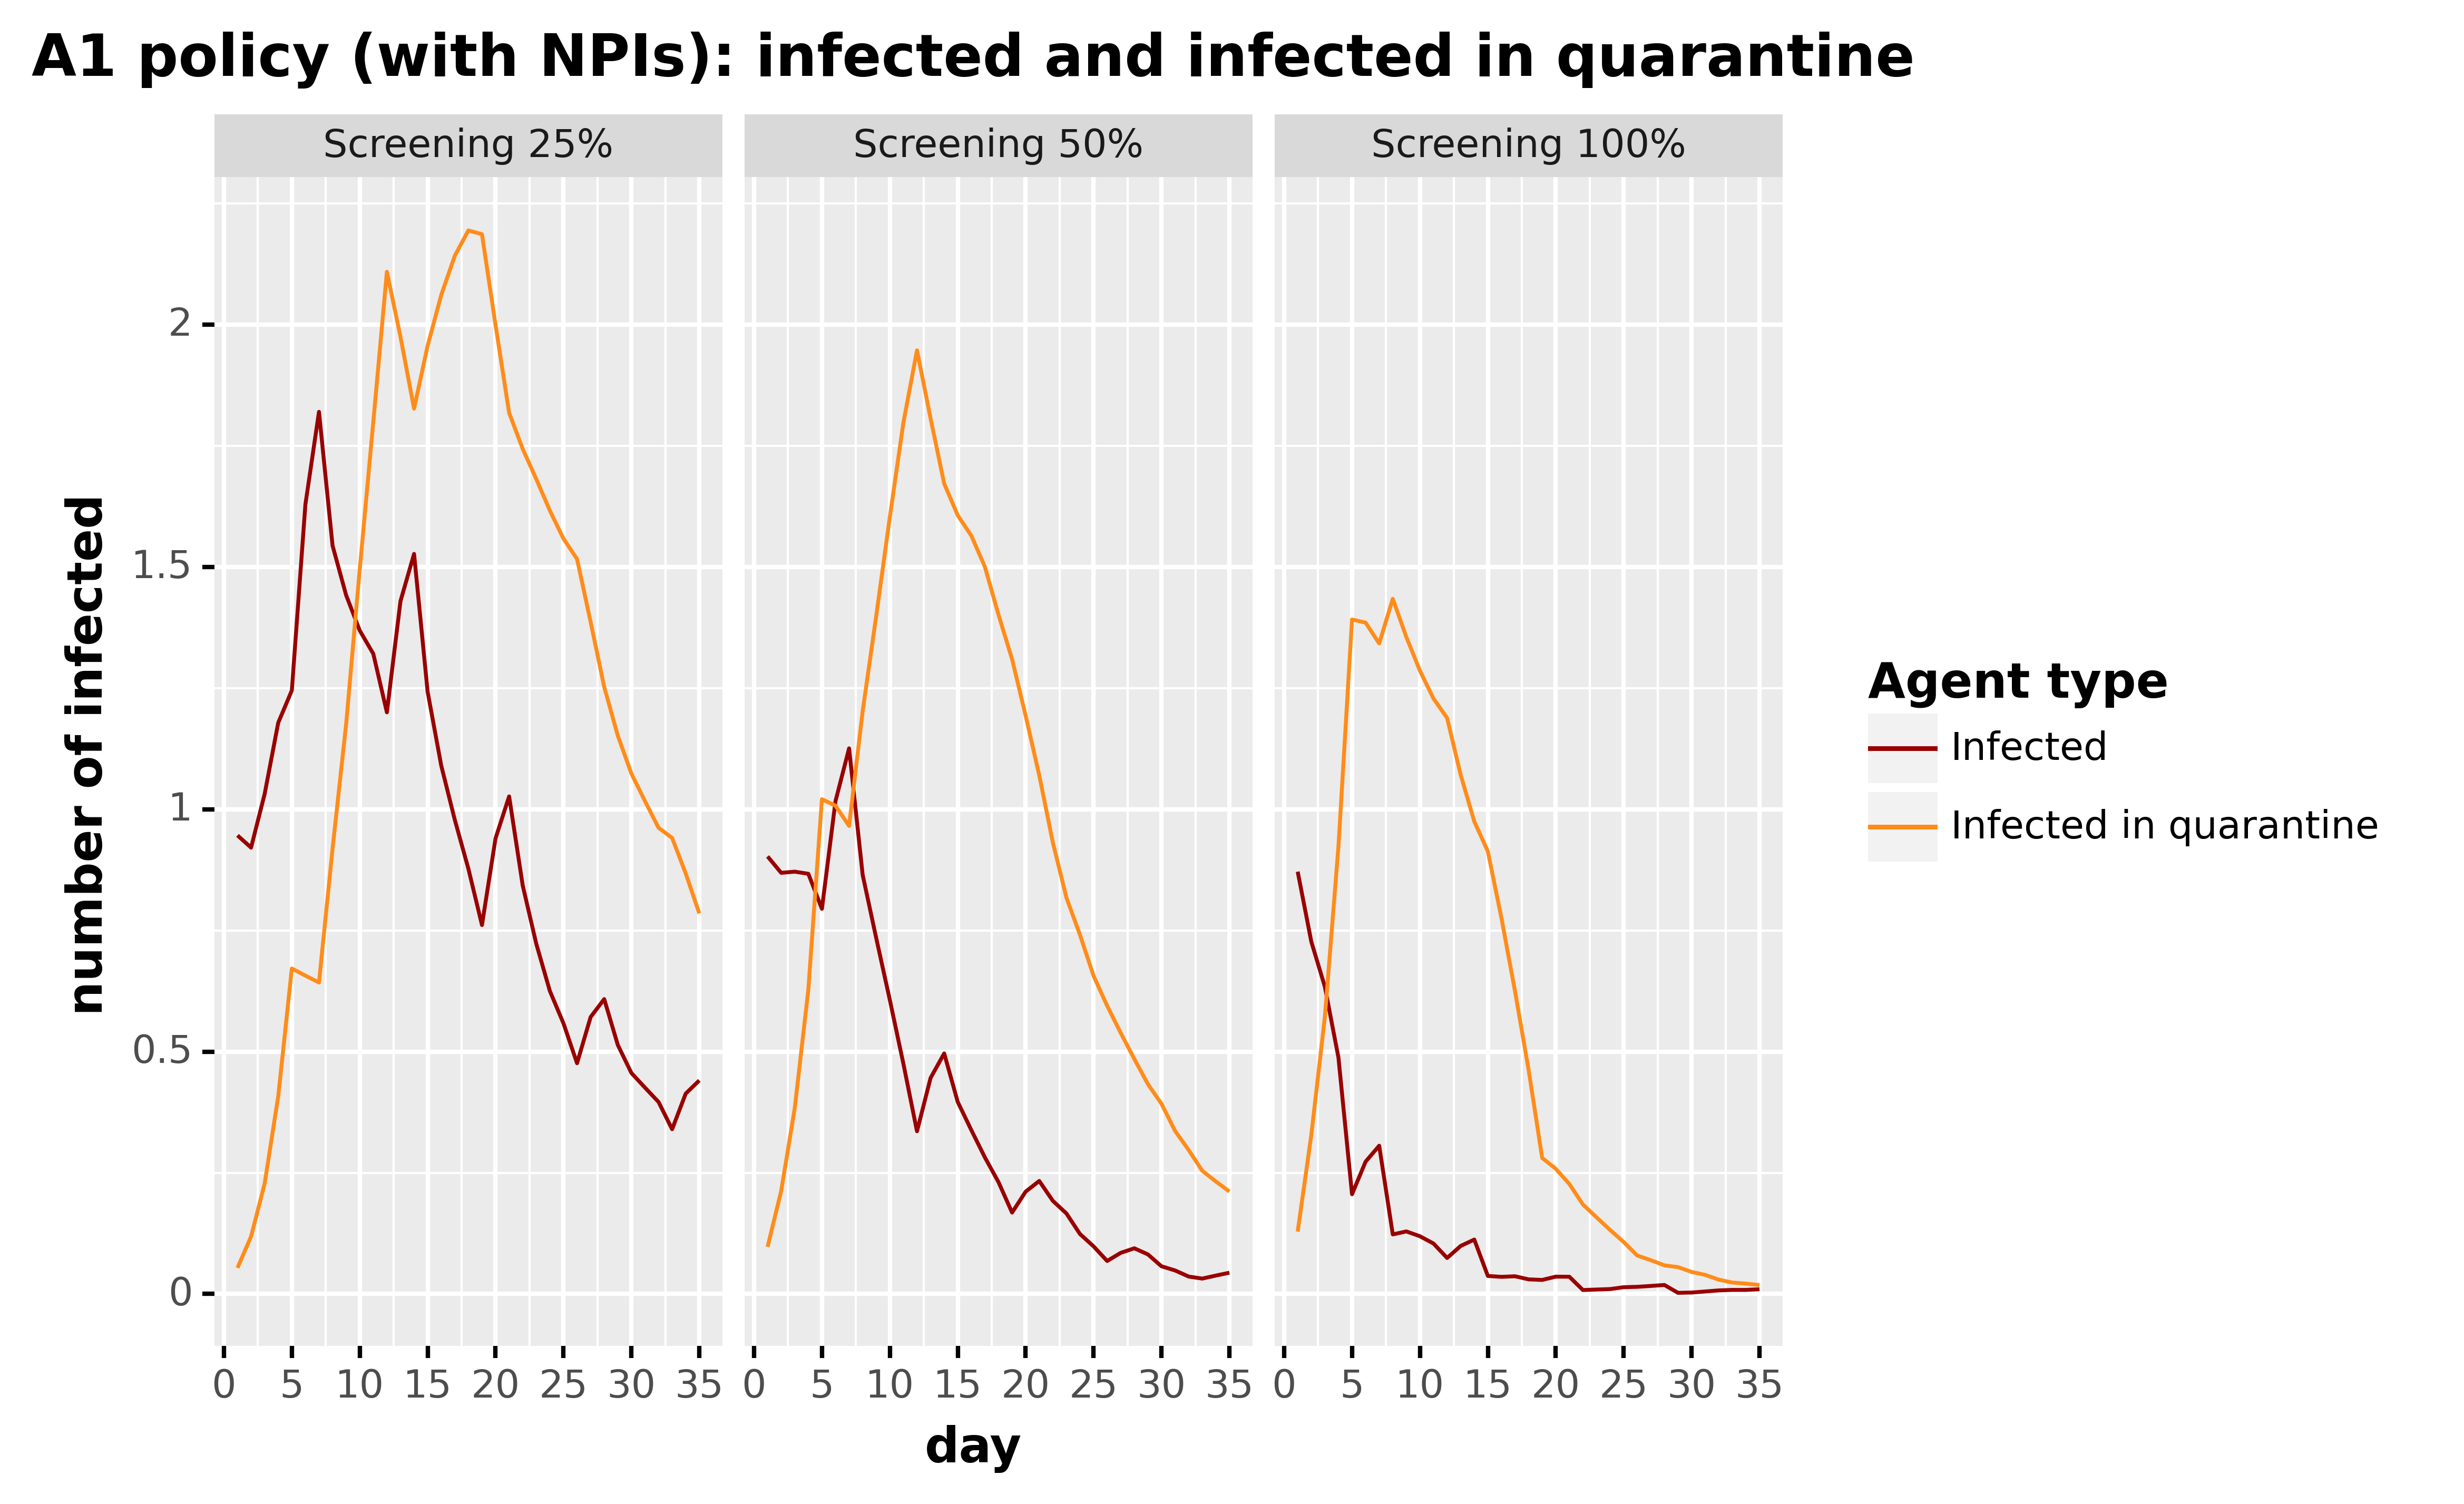 A1 policy (with NPIs): infected and infected in quarantine
Screening 25%
Screening 50%
Screening 100%
number of infected
2
1.5
1
0.5
0
0 5 10 15 20 25 30 35
0 5 10 15 20 25 30 35
0 5 10 15 20 25 30 35
day
Agent type
Infected
Infected in quarantine